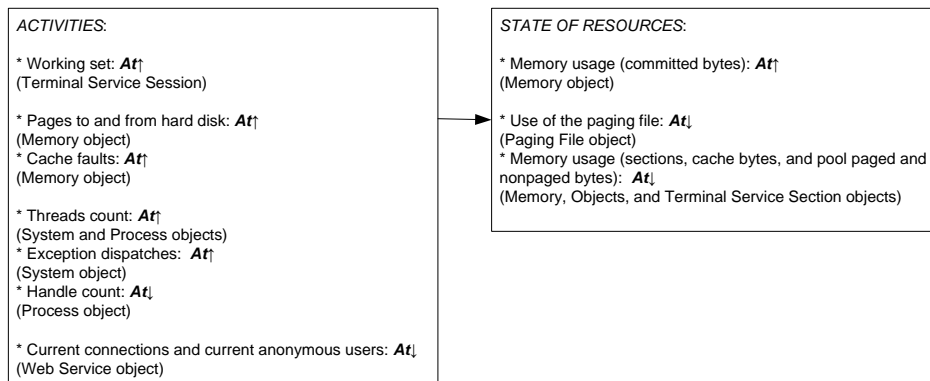 ACTIVITIES:
* Working set: At↑
(Terminal Service Session)
* Pages to and from hard disk: At↑
(Memory object)
* Cache faults: At↑
(Memory object)
* Threads count: At↑
(System and Process objects)
* Exception dispatches: At↑
(System object)
* Handle count: At↓
(Process object)
* Current connections and current anonymous users: At↓
(Web Service object)
STATE OF RESOURCES:
* Memory usage (committed bytes): At↑
(Memory object)
* Use of the paging file: At↓
(Paging File object)
* Memory usage (sections, cache bytes, and pool paged and
nonpaged bytes): At↓
(Memory, Objects, and Terminal Service Section objects)